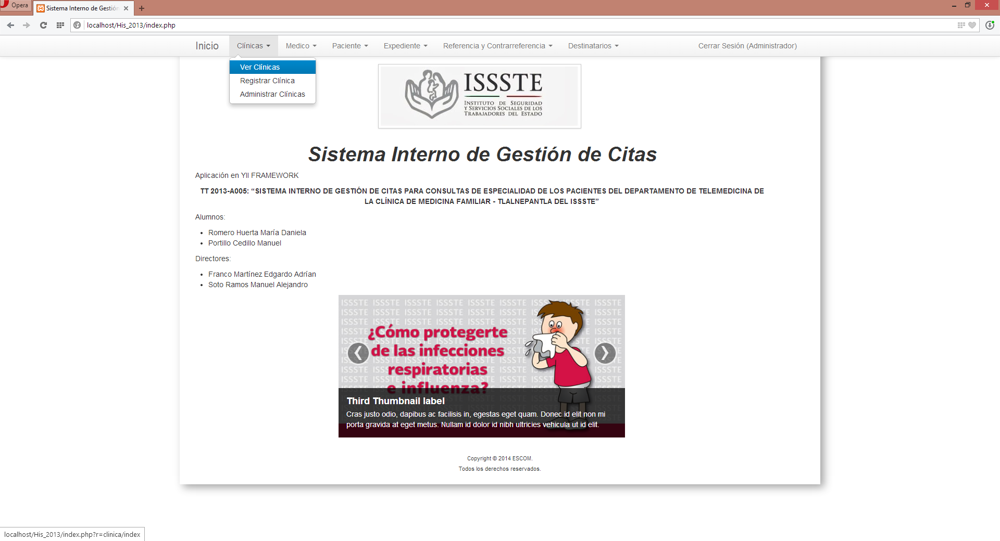 Opera
Sistema Interno de Gestión
localhost/His_2013/index.php
Inicio Clínicas Medico Paciente Expediente Referencia y Contrarreferencia Destinatarios Cerrar Sesión (Administrador)
Ver Clínicas
Registrar Clínica
Administrar Clínicas
ISSSTE
INSTITUTO DE SEGURIDAD
Y SERVICIOS SOCIALES DE LOS
TRABAJADORES DEL ESTADO
Sistema Interno de Gestión de Citas
Aplicación en YII FRAMEWORK
TT 2013-A005: “SISTEMA INTERNO DE GESTIÓN DE CITAS PARA CONSULTAS DE ESPECIALIDAD DE LOS PACIENTES DEL DEPARTAMENTO DE TELEMEDICINA DE
LA CLÍNICA DE MEDICINA FAMILIAR - TLALNEPANTLA DEL ISSSTE”
Alumnos:
Romero Huerta María Daniela
Portillo Cedillo Manuel
Directores:
Franco Martínez Edgardo Adrían
Soto Ramos Manuel Alejandro
¿Cómo protegerte
de las infecciones
respiratorias
e influenza?
Third Thumbnail label
Cras justo odio, dapibus ac facilisis in, egestas eget quam. Donec id elit non mi
porta gravida at eget metus. Nullam id dolor id nibh ultricies vehicula ut id elit.
Copyright © 2014 ESCOM.
Todos los derechos reservados.
localhost/His_2013/index.php?r=clinica/index